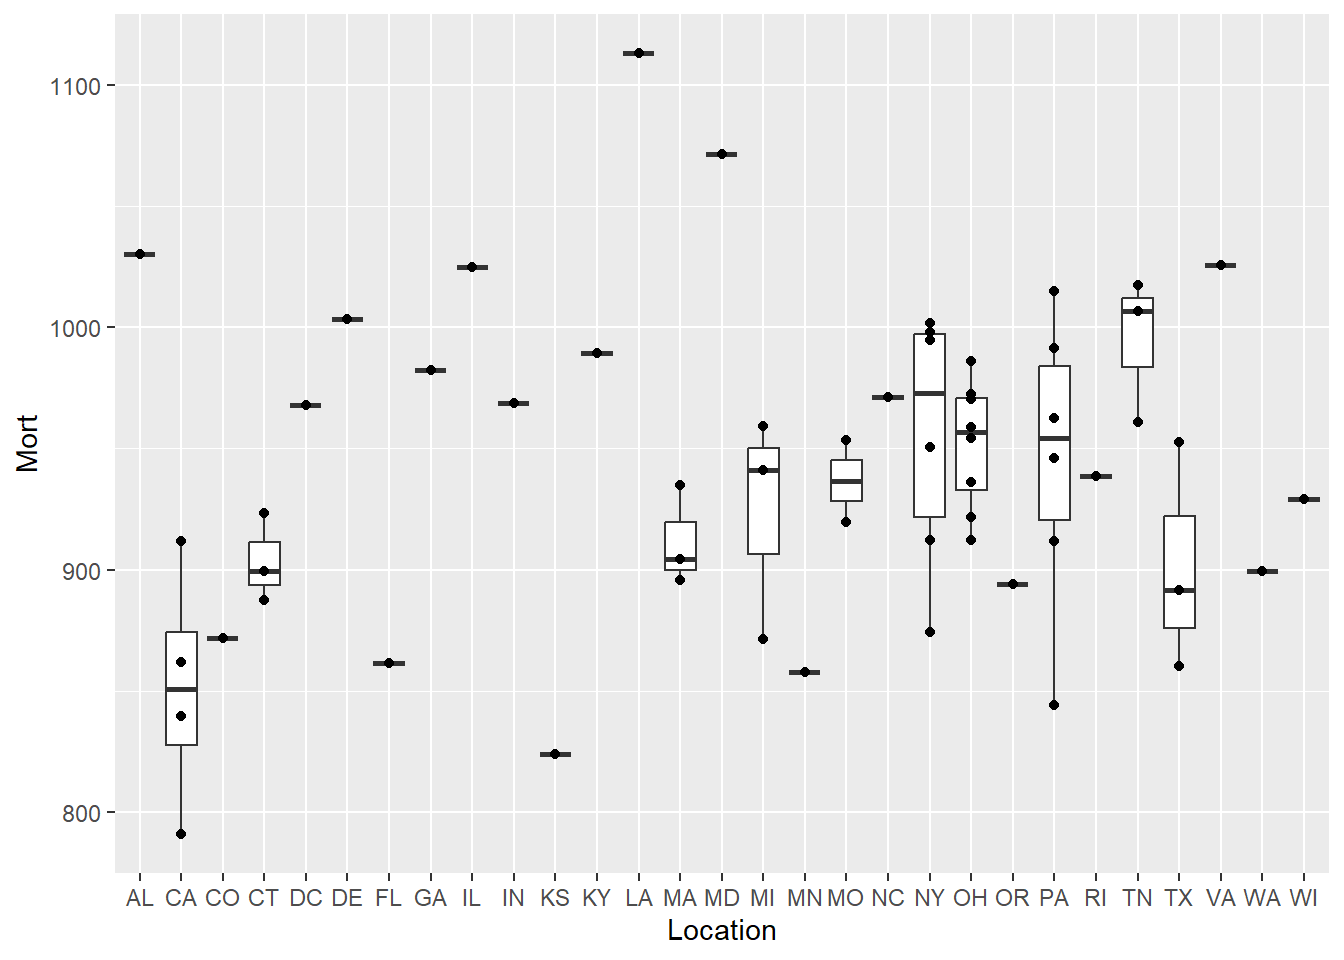 Mort
1100
1000
900
800
AL CA CO CT DC DE FL GA IL IN KS KY LA MA MD MI MN MO NC NY OH OR PA RI TN TX VA WA WI
Location